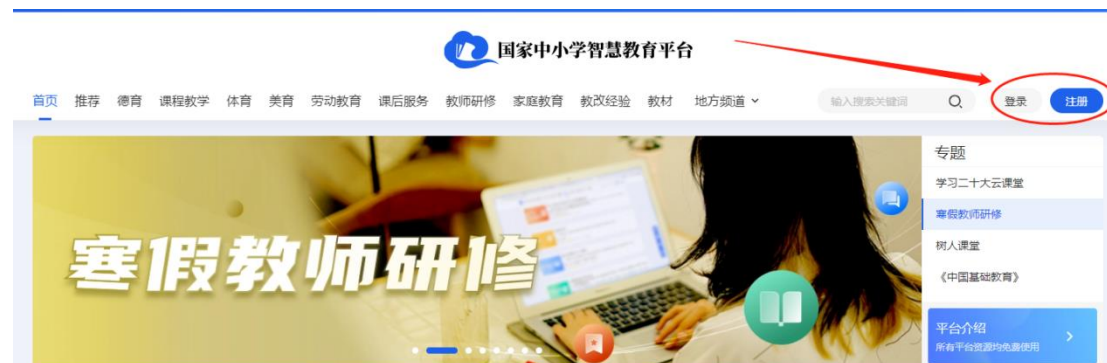 国家中小学智慧教育平台
首页 推荐 德育 课程教学 体育 美育 劳动教育 课后服务 教师研修 家庭教育 教改经验 教材 地方频道 输入搜索关键词 登录 注册
专题
学习二十大云课堂
寒假教师研修
寒假教师研修
树人课堂
《中国基础教育》
平台介绍
所有平台资源均免费使用